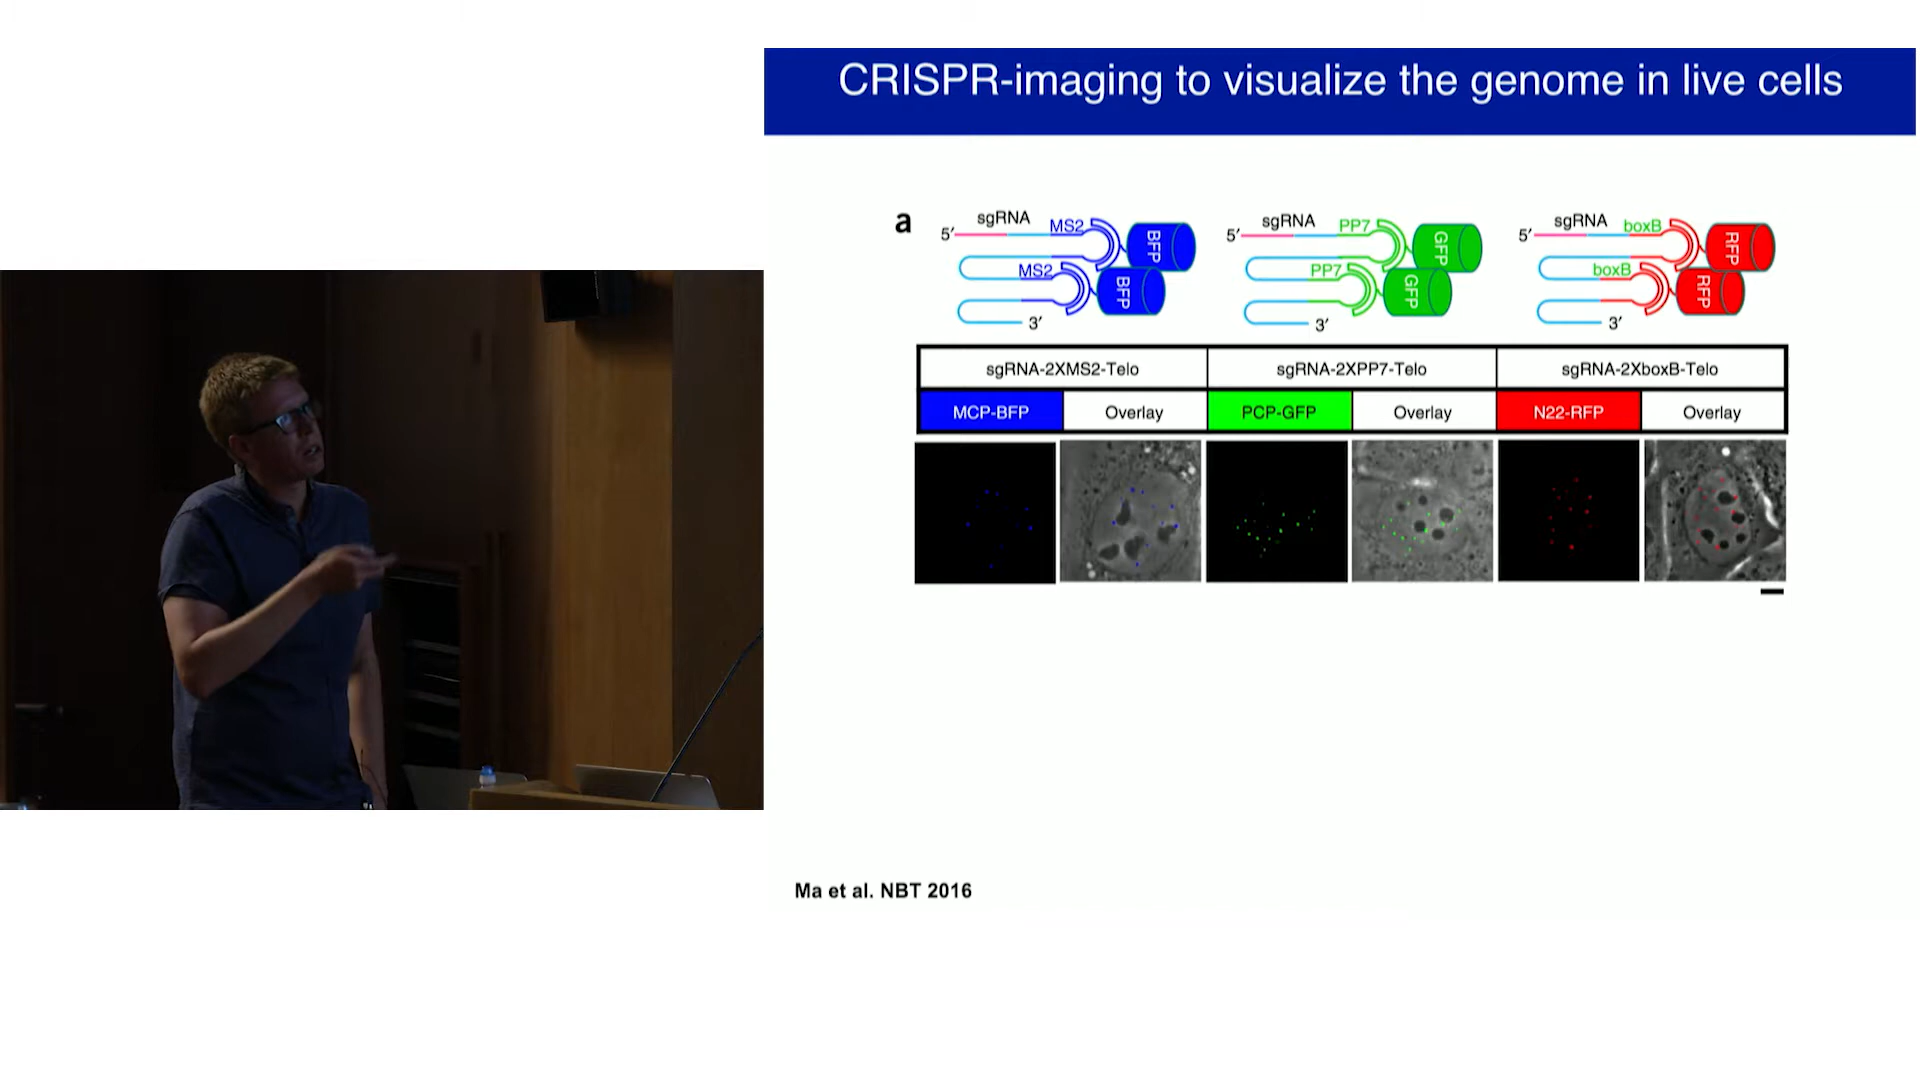 CRISPR-imaging to visualize the genome in live cells
a
sgRNA MS2 BFP
5′
MS2 BFP
3′
sgRNA PP7 GFP
5′
PP7 GFP
3′
sgRNA boxB RFP
5′
boxB RFP
3′
sgRNA-2XMS2-Telo sgRNA-2XPP7-Telo sgRNA-2XboxB-Telo
MCP-BFP Overlay PCP-GFP Overlay N22-RFP Overlay
Ma et al. NBT 2016